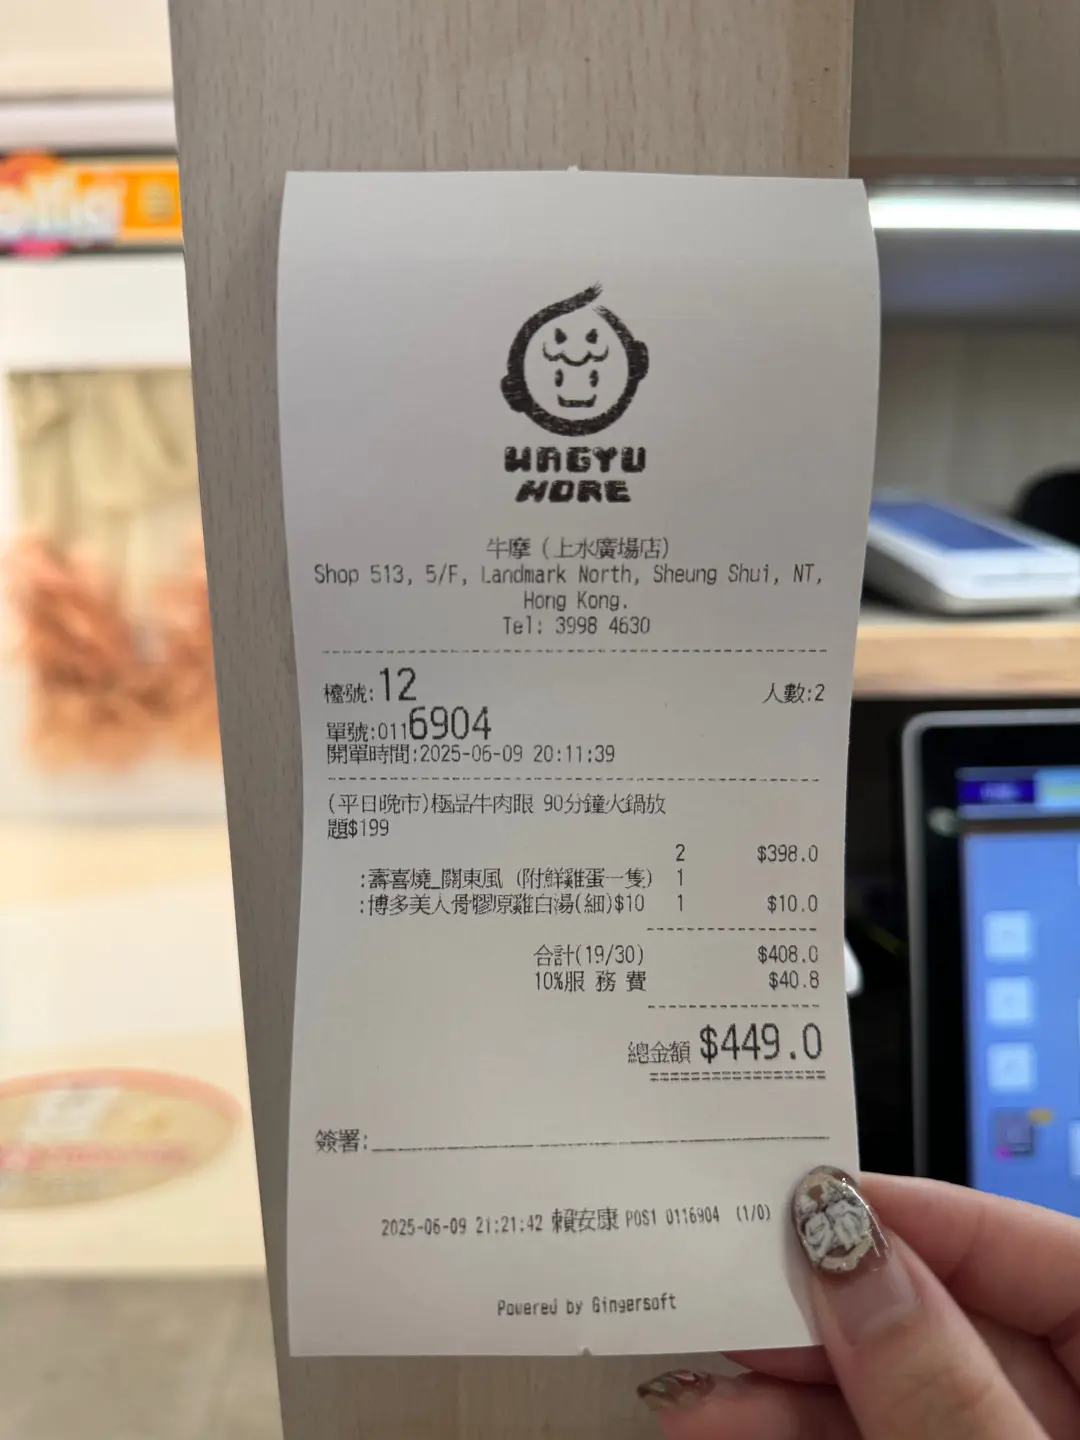 WAGYU
MORE
牛摩 (上水廣場店)
Shop 513, 5/F, Landmark North, Sheung Shui, NT,
Hong Kong.
Tel: 3998 4630
檯號:12 人數:2
單號:0116904
開單時間:2025-06-09 20:11:39
(平日晚市)極品牛肉眼 90分鐘火鍋放
題$199
2 $398.0
:壽喜燒_關東風 (附鮮雞蛋一隻) 1
:博多美人骨膠原雞白湯(細)$10 1 $10.0
合計(19/30) $408.0
10%服 務 費 $40.8
總金額 $449.0
簽署:
2025-06-09 21:21:42 賴安康 POS1 0116904 (1/0)
Powered by Gingersoft